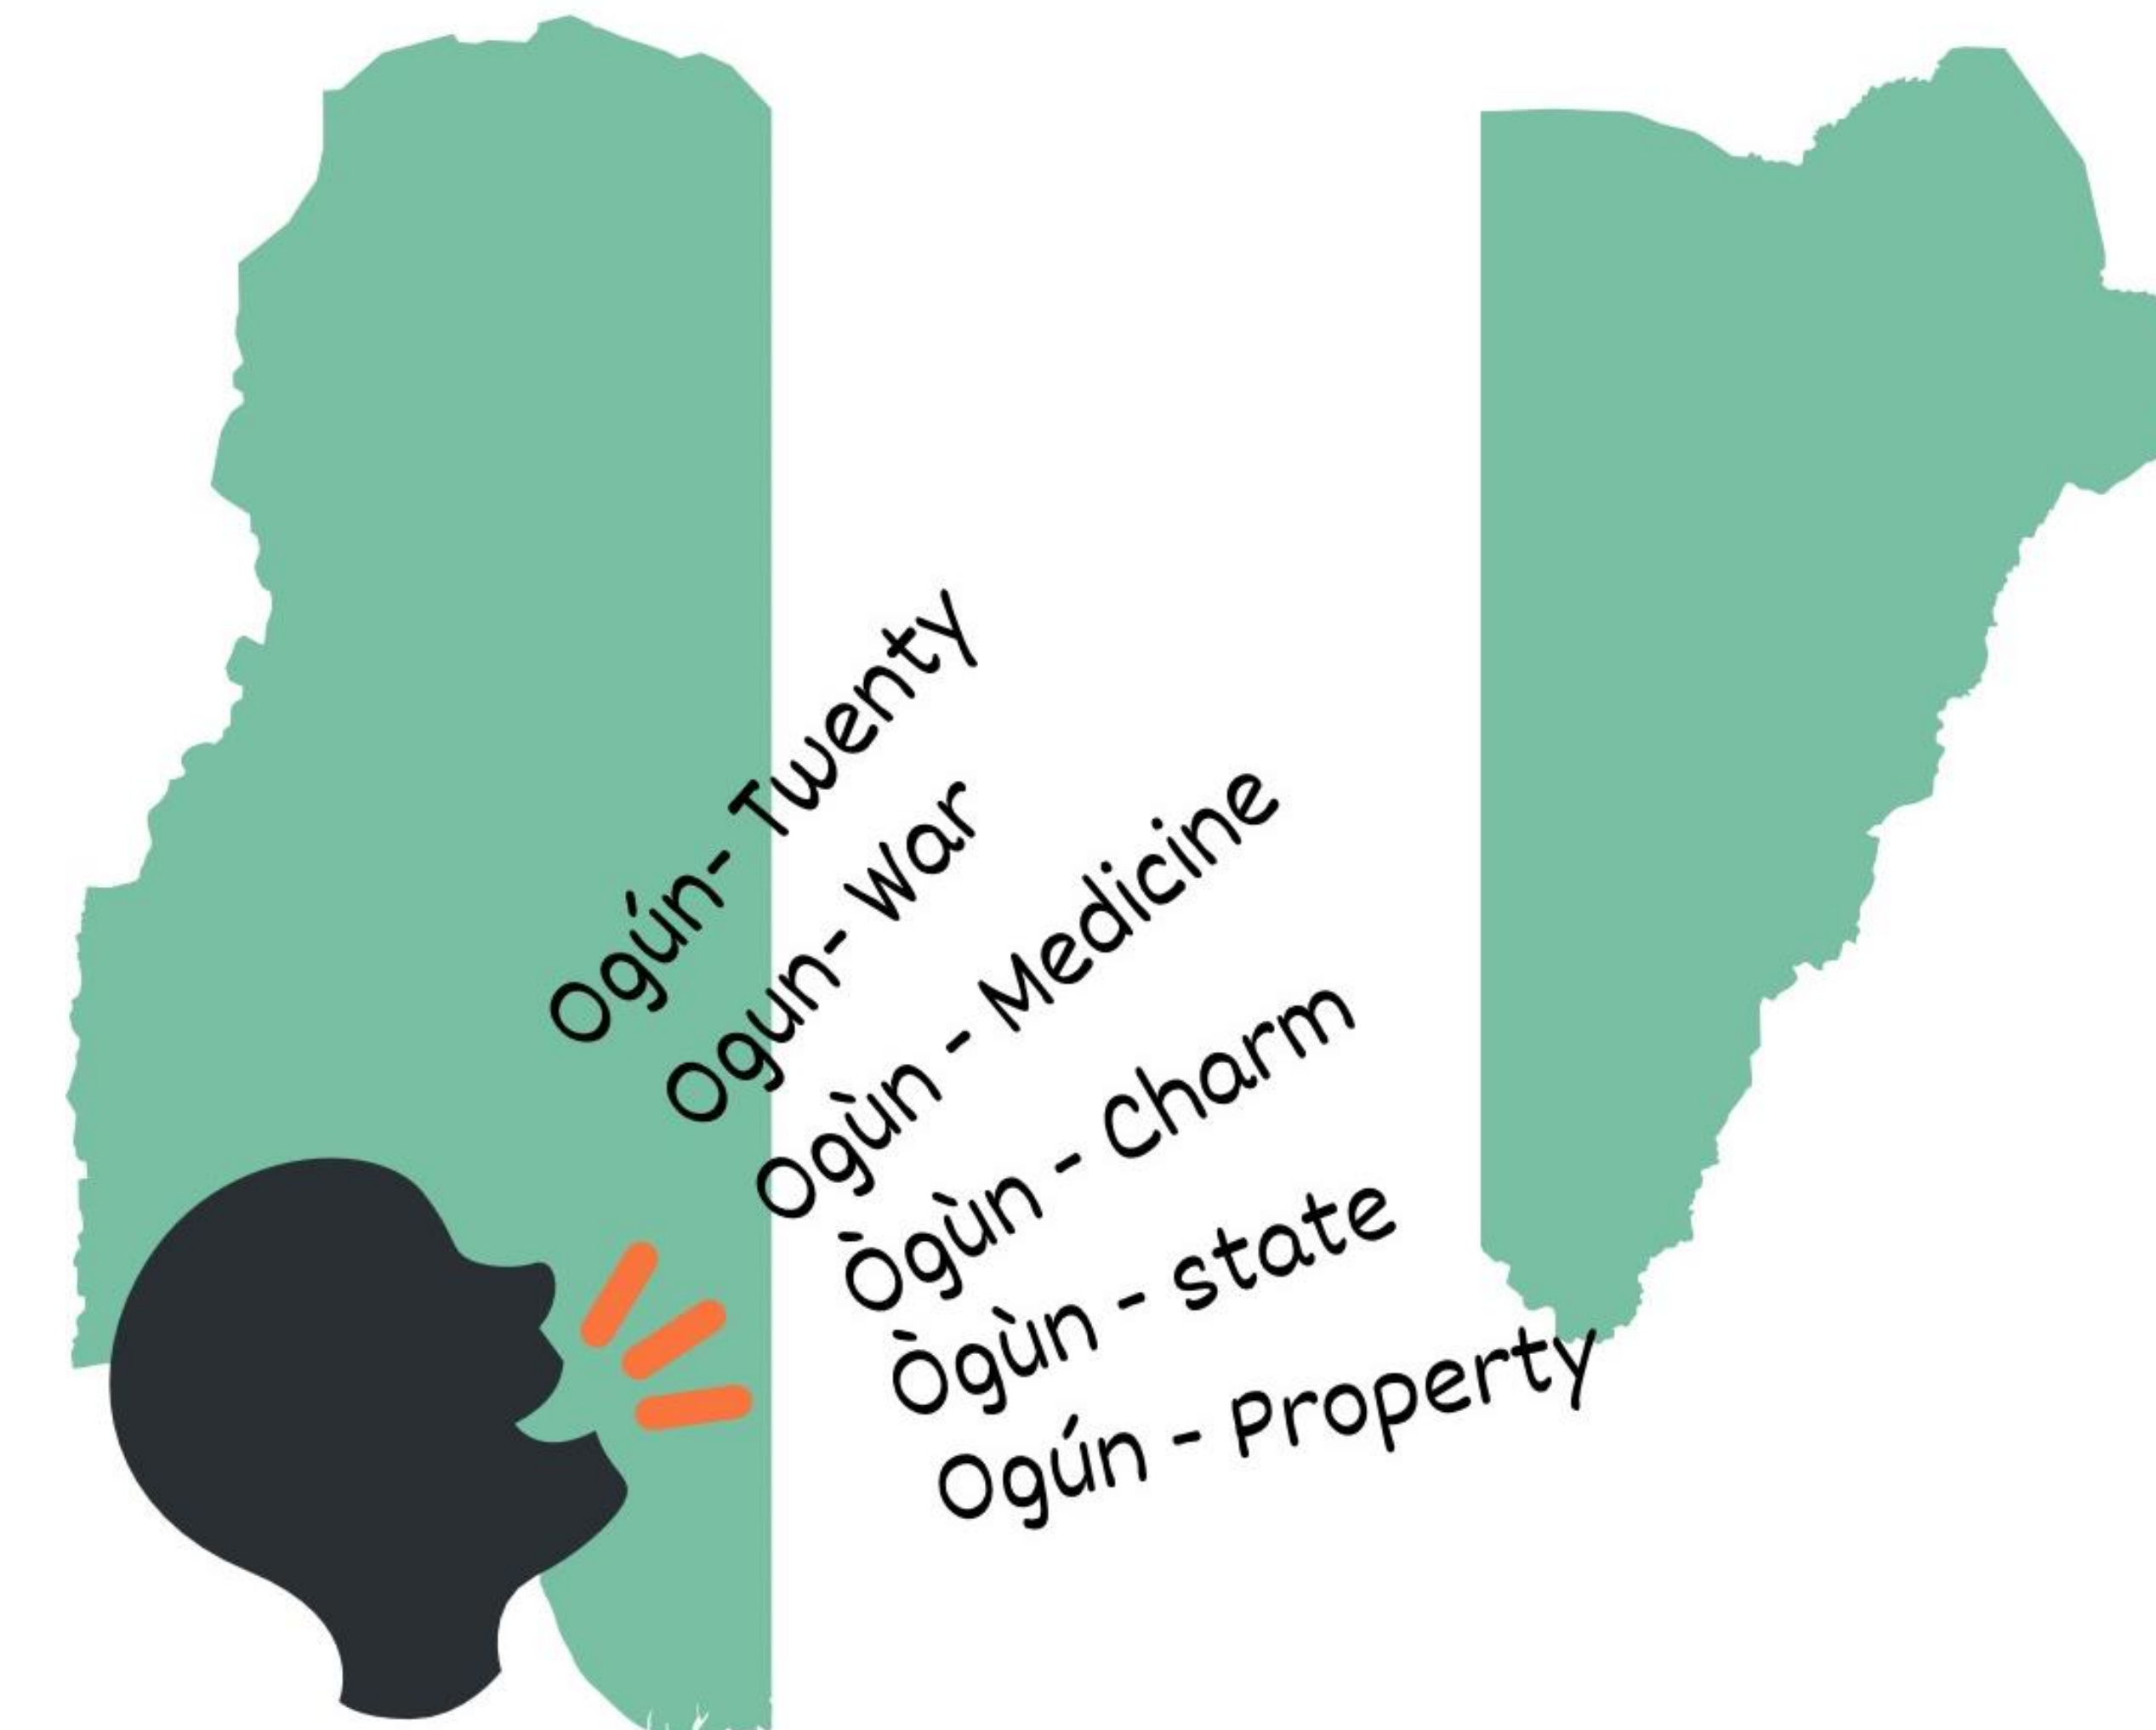 Ogún- Twenty
Ogun- War
Ogùn - Medicine
Ògùn - Charm
Ògùn - state
Ogún - Property